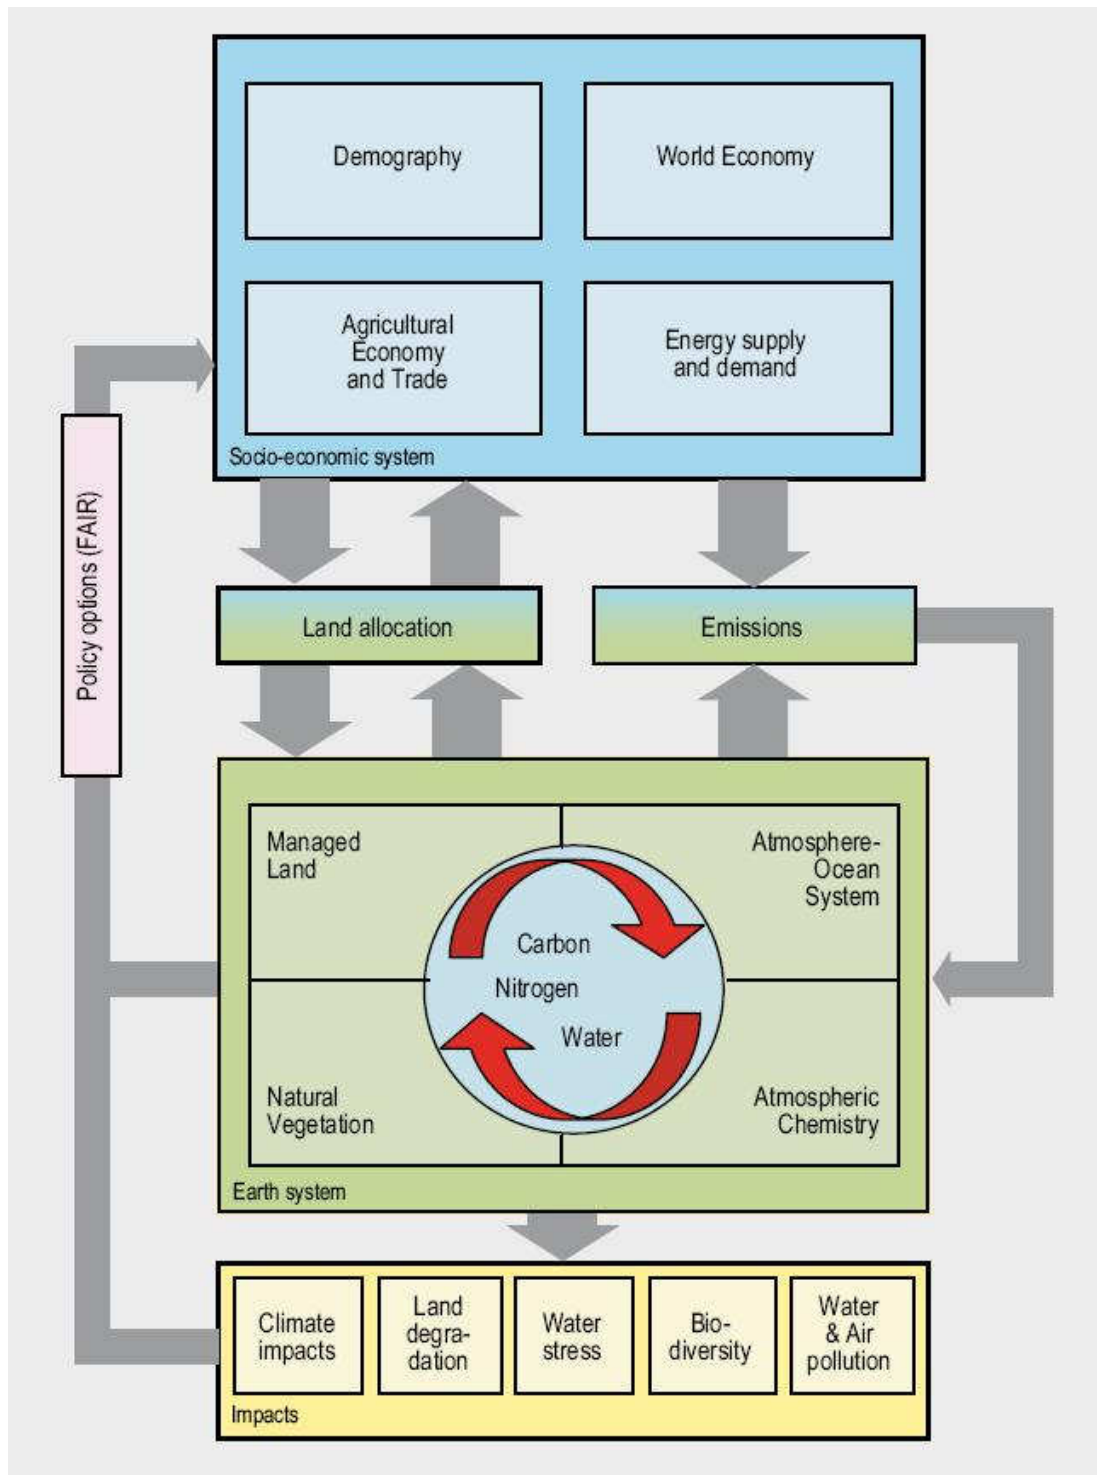 Demography
World Economy
Agricultural
Economy
and Trade
Energy supply
and demand
Socio-economic system
Policy options (FAIR)
Land allocation
Emissions
Managed
Land
Atmosphere-
Ocean
System
Carbon
Nitrogen
Water
Natural
Vegetation
Atmospheric
Chemistry
Earth system
Climate
impacts
Land
degra-
dation
Water
stress
Bio-
diversity
Water
& Air
pollution
Impacts